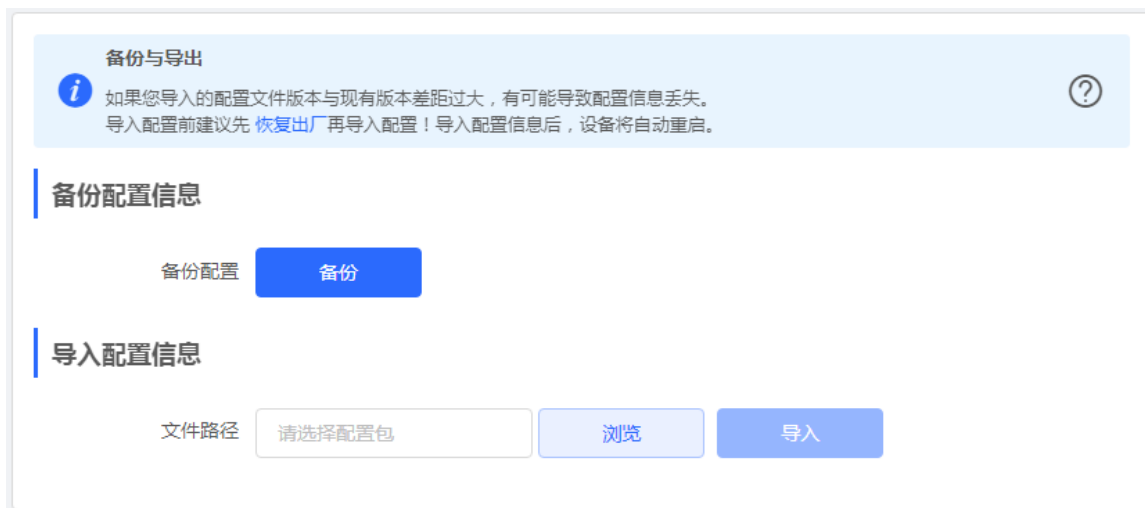 备份与导出
如果您导入的配置文件版本与现有版本差距过大，有可能导致配置信息丢失。
导入配置前建议先 恢复出厂再导入配置！导入配置信息后，设备将自动重启。
备份配置信息
备份配置 备份
导入配置信息
文件路径 请选择配置包 浏览 导入